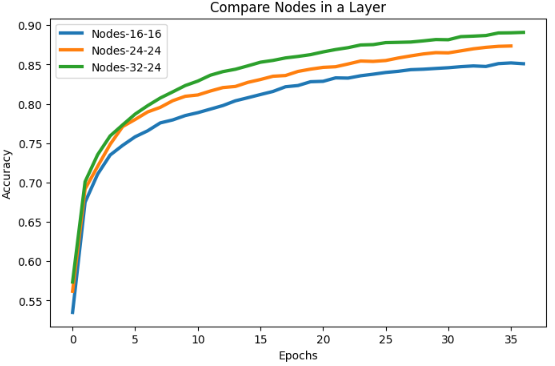 Compare Nodes in a Layer
Nodes-16-16
Nodes-24-24
Nodes-32-24
Accuracy
0.90
0.85
0.80
0.75
0.70
0.65
0.60
0.55
0 5 10 15 20 25 30 35
Epochs